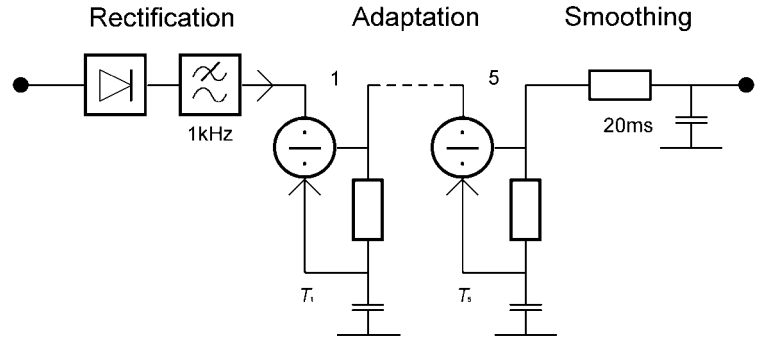 Rectification
Adaptation
Smoothing
1
5
1kHz
20ms
T₁
T₅